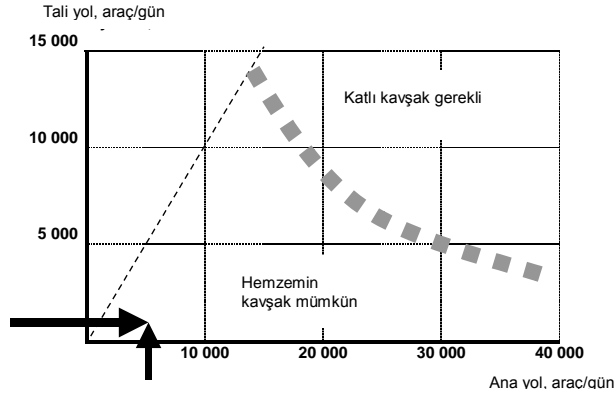 Tali yol, araç/gün
15 000
Katlı kavşak gerekli
10 000
5 000
Hemzemin
kavşak mümkün
10 000
20 000
30 000
40 000
Ana yol, araç/gün